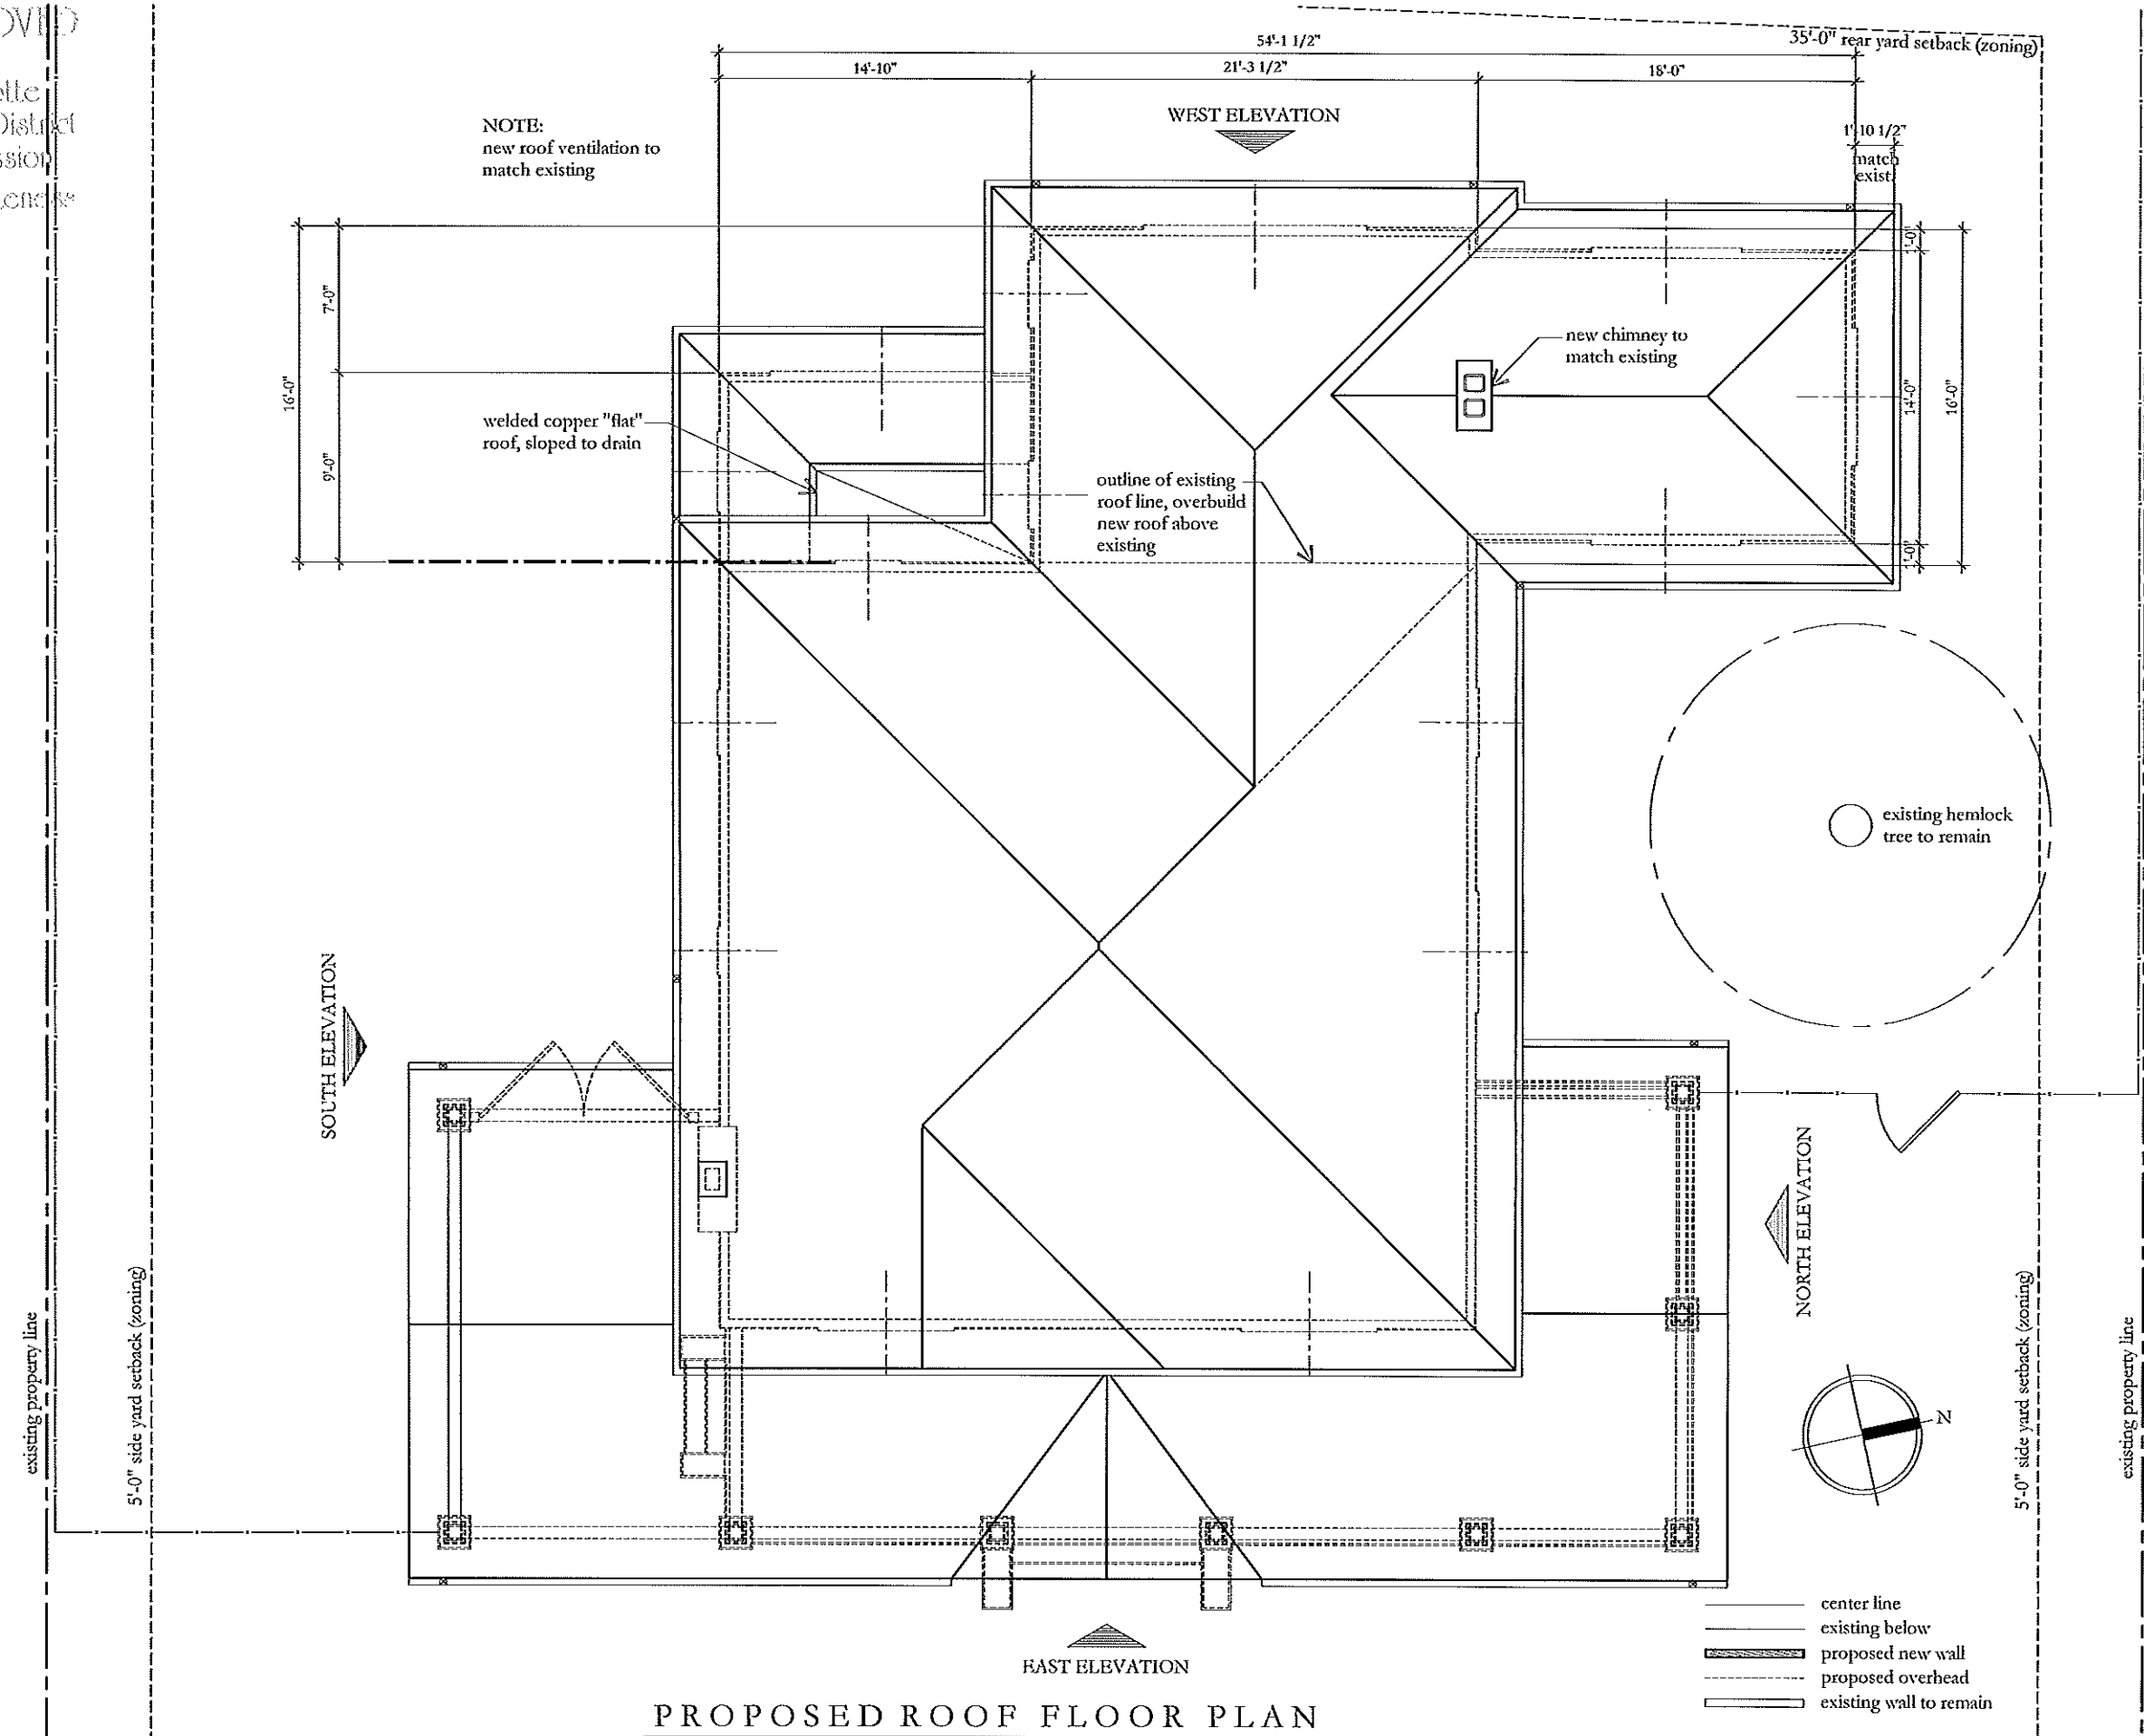 OVED
ette
District
ssion
54'-1 1/2"
35'-0" rear yard setback (zoning)
14'-10"
21'-3 1/2"
18'-0"
WEST ELEVATION
NOTE:
new roof ventilation to
match existing
1'-10 1/2"
match
exist.
7'-0"
16'-0"
9'-0"
1'-0"
14'-0"
16'-0"
1'-0"
new chimney to
match existing
welded copper "flat"
roof, sloped to drain
outline of existing
roof line, overbuild
new roof above
existing
existing hemlock
tree to remain
SOUTH ELEVATION
NORTH ELEVATION
existing property line
5'-0" side yard setback (zoning)
5'-0" side yard setback (zoning)
existing property line
N
EAST ELEVATION
center line
existing below
proposed new wall
proposed overhead
existing wall to remain
PROPOSED ROOF FLOOR PLAN